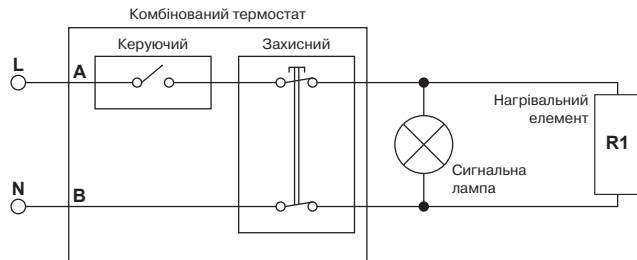 Комбінований термостат
Керуючий
Захисний
L
A
Нагрівальний
елемент
R1
Сигнальна
лампа
N
B